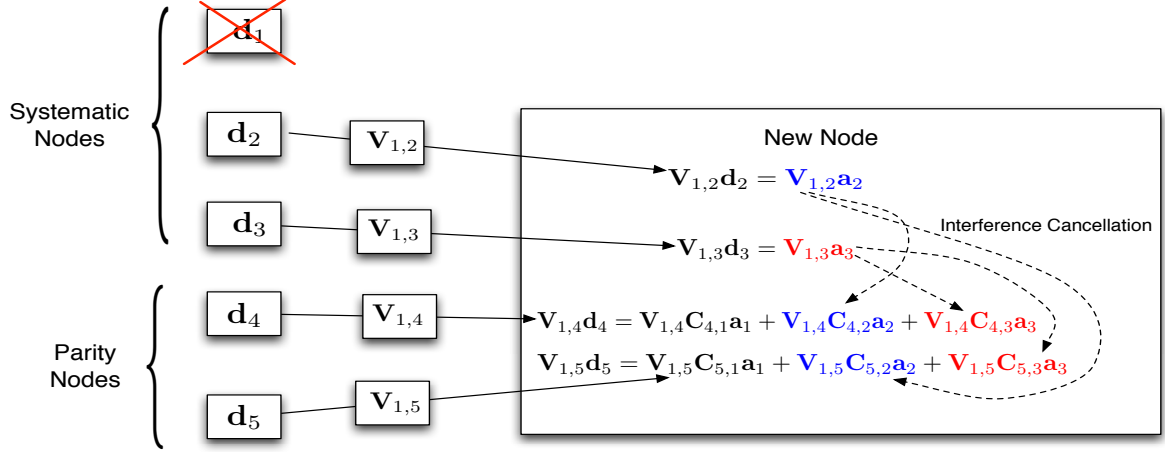 𝐝₁
Systematic
Nodes
𝐝₂
𝐕₁,₂
New Node
𝐕₁,₂𝐝₂ = 𝐕₁,₂𝐚₂
𝐝₃
𝐕₁,₃
Interference Cancellation
𝐕₁,₃𝐝₃ = 𝐕₁,₃𝐚₃
𝐝₄
𝐕₁,₄
𝐕₁,₄𝐝₄ = 𝐕₁,₄𝐂₄,₁𝐚₁ + 𝐕₁,₄𝐂₄,₂𝐚₂ + 𝐕₁,₄𝐂₄,₃𝐚₃
Parity
Nodes
𝐕₁,₅𝐝₅ = 𝐕₁,₅𝐂₅,₁𝐚₁ + 𝐕₁,₅𝐂₅,₂𝐚₂ + 𝐕₁,₅𝐂₅,₃𝐚₃
𝐕₁,₅
𝐝₅